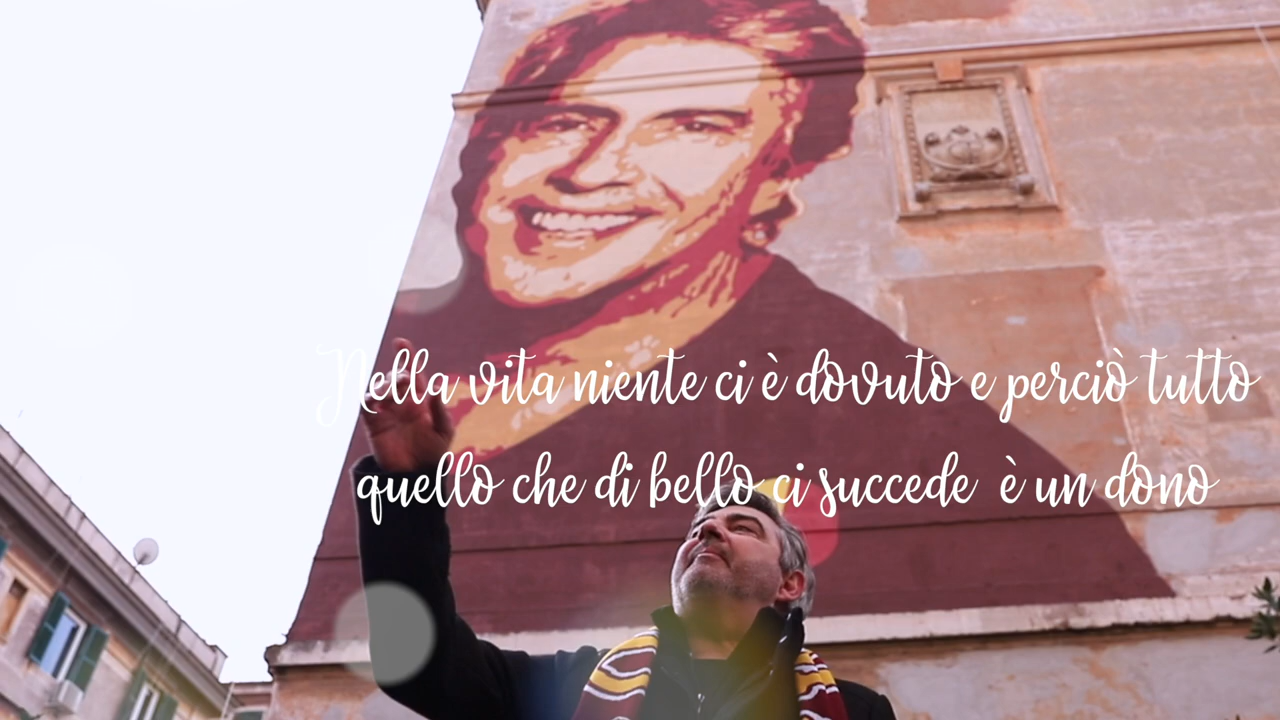 Nella vita niente ci è dovuto e perciò tutto
quello che di bello ci succede è un dono